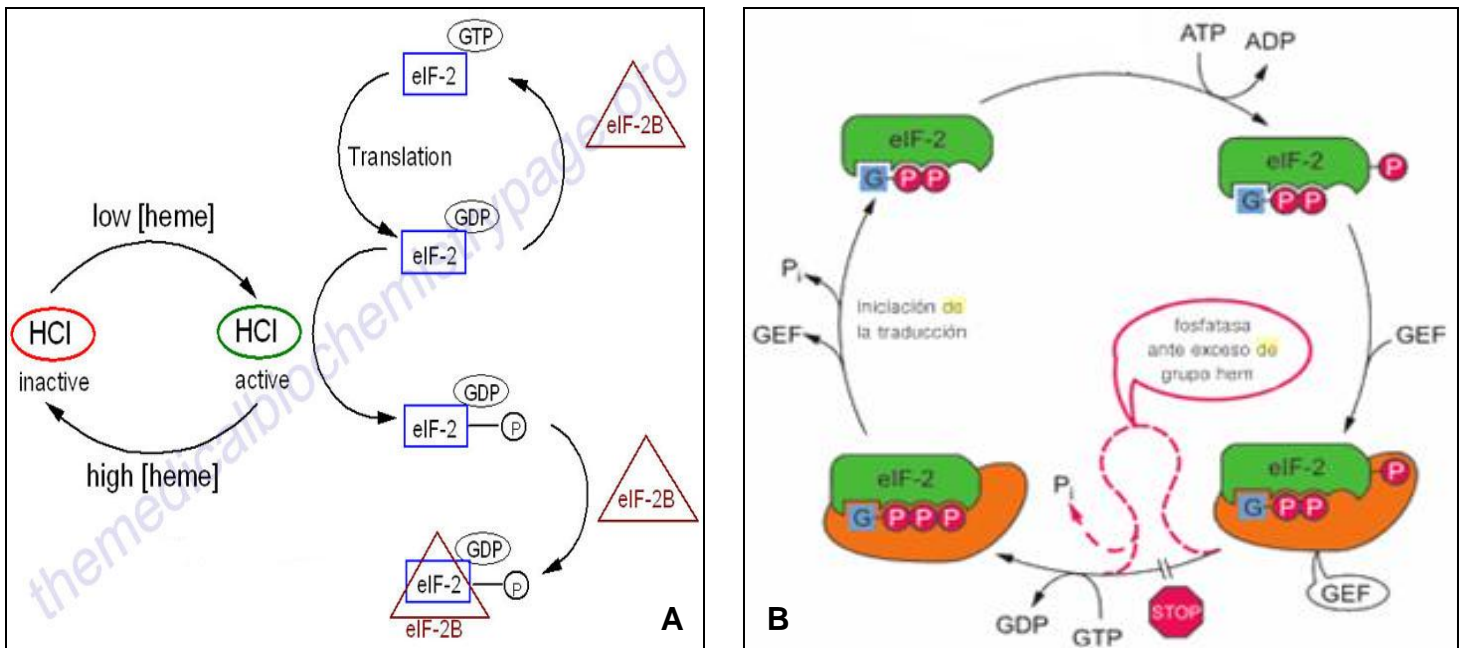 GTP
eIF-2
eIF-2B
Translation
GDP
eIF-2
low [heme]
HCI
inactive
HCI
active
high [heme]
GDP
eIF-2
P
eIF-2B
GDP
eIF-2
P
eIF-2B
themedicalbiochemistrypage.org
A
ATP
ADP
eIF-2
G P P
eIF-2
P
G P P
Pi
GEF
Iniciación de
la traducción
fosfatasa
ante exceso de
grupo hem
GEF
eIF-2
G P P P
Pi
eIF-2
P
G P P
GEF
STOP
GDP
GTP
B